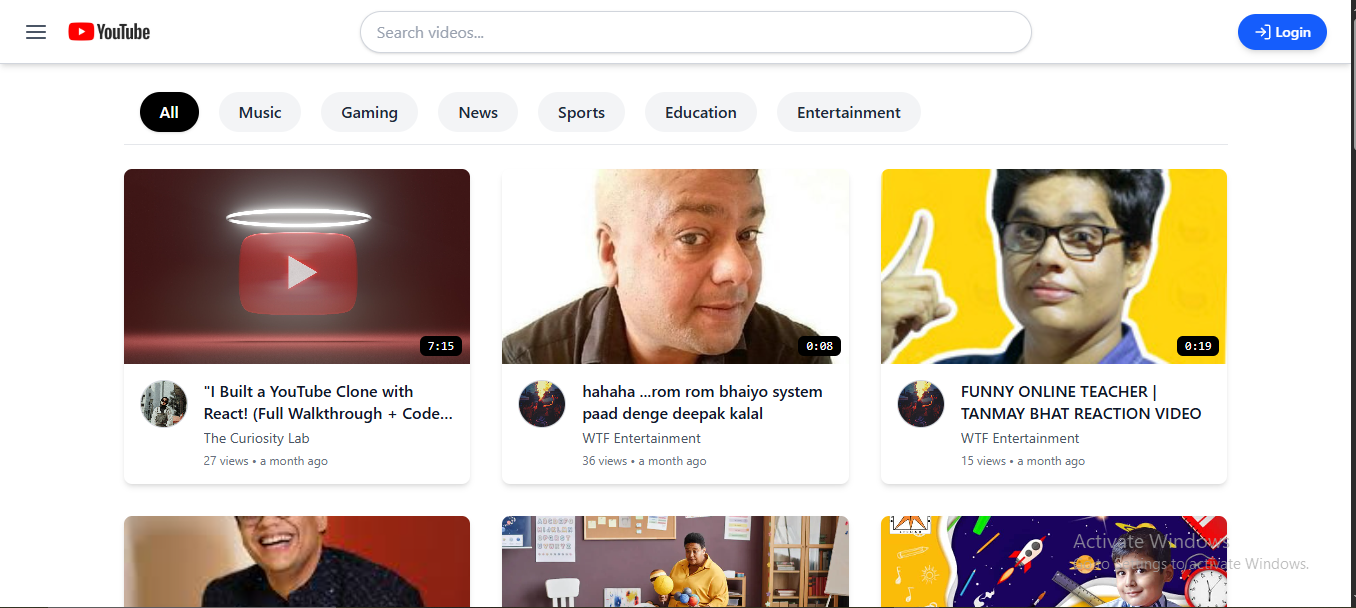 YouTube
Search videos...
Login
All
Music
Gaming
News
Sports
Education
Entertainment
7:15
0:08
0:19
"I Built a YouTube Clone with
React! (Full Walkthrough + Code...
The Curiosity Lab
27 views • a month ago
hahaha ...rom rom bhaiyo system
paad denge deepak kalal
WTF Entertainment
36 views • a month ago
FUNNY ONLINE TEACHER |
TANMAY BHAT REACTION VIDEO
WTF Entertainment
15 views • a month ago
Activate Windows
to Settings to activate Windows.